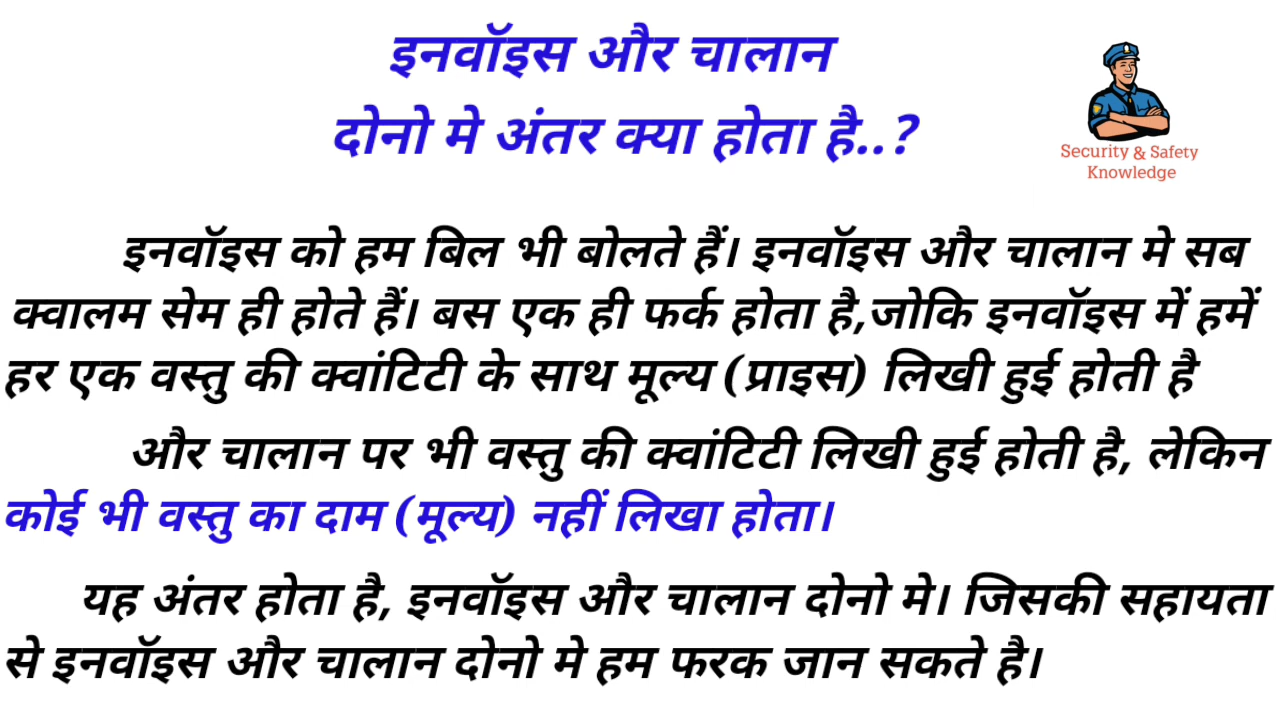 इनवॉइस और चालान
दोनो मे अंतर क्या होता है..?
Security & Safety
Knowledge
इनवॉइस को हम बिल भी बोलते हैं। इनवॉइस और चालान मे सब
क्वालम सेम ही होते हैं। बस एक ही फर्क होता है,जोकि इनवॉइस में हमें
हर एक वस्तु की क्वांटिटी के साथ मूल्य (प्राइस) लिखी हुई होती है
और चालान पर भी वस्तु की क्वांटिटी लिखी हुई होती है, लेकिन
कोई भी वस्तु का दाम (मूल्य) नहीं लिखा होता।
यह अंतर होता है, इनवॉइस और चालान दोनो मे। जिसकी सहायता
से इनवॉइस और चालान दोनो मे हम फरक जान सकते है।